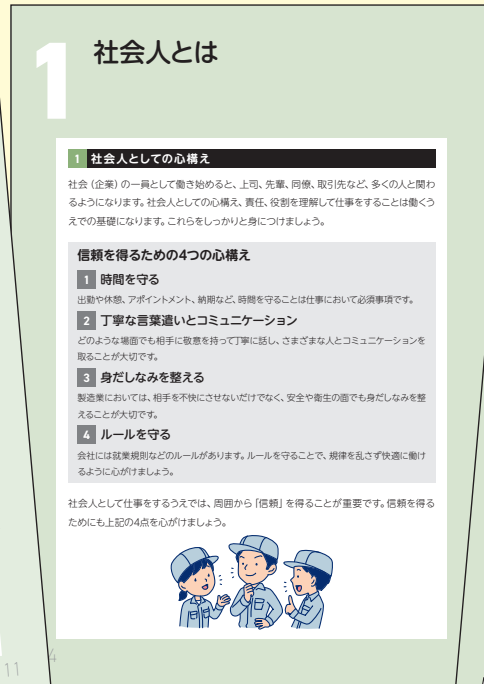 1
社会人とは
1 社会人としての心構え
社会（企業）の一員として働き始めると、上司、先輩、同僚、取引先など、多くの人と関わ
るようになります。社会人としての心構え、責任、役割を理解して仕事をすることは働くう
えでの基礎になります。これらをしっかりと身につけましょう。
信頼を得るための4つの心構え
1 時間を守る
出勤や休憩、アポイントメント、納期など、時間を守ることは仕事において必須事項です。
2 丁寧な言葉遣いとコミュニケーション
どのような場面でも相手に敬意を持って丁寧に話し、さまざまな人とコミュニケーションを
取ることが大切です。
3 身だしなみを整える
製造業においては、相手を不快にさせないだけでなく、安全や衛生の面でも身だしなみを整
えることが大切です。
4 ルールを守る
会社には就業規則などのルールがあります。ルールを守ることで、規律を乱さず快適に働け
るように心がけましょう。
社会人として仕事をするうえでは、周囲から「信頼」を得ることが重要です。信頼を得る
ためにも上記の4点を心がけましょう。
4
11